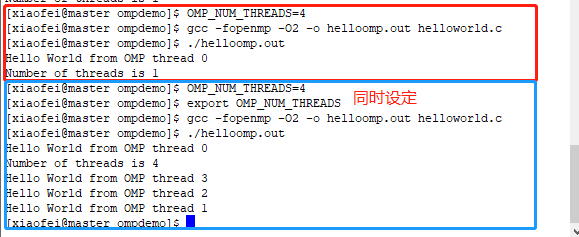 Number of threads is 1
[xiaofei@master ompdemo]$ OMP_NUM_THREADS=4
[xiaofei@master ompdemo]$ gcc -fopenmp -O2 -o helloomp.out helloworld.c
[xiaofei@master ompdemo]$ ./helloomp.out
Hello World from OMP thread 0
Number of threads is 1
[xiaofei@master ompdemo]$ OMP_NUM_THREADS=4
[xiaofei@master ompdemo]$ export OMP_NUM_THREADS 同时设定
[xiaofei@master ompdemo]$ gcc -fopenmp -O2 -o helloomp.out helloworld.c
[xiaofei@master ompdemo]$ ./helloomp.out
Hello World from OMP thread 0
Number of threads is 4
Hello World from OMP thread 3
Hello World from OMP thread 2
Hello World from OMP thread 1
[xiaofei@master ompdemo]$